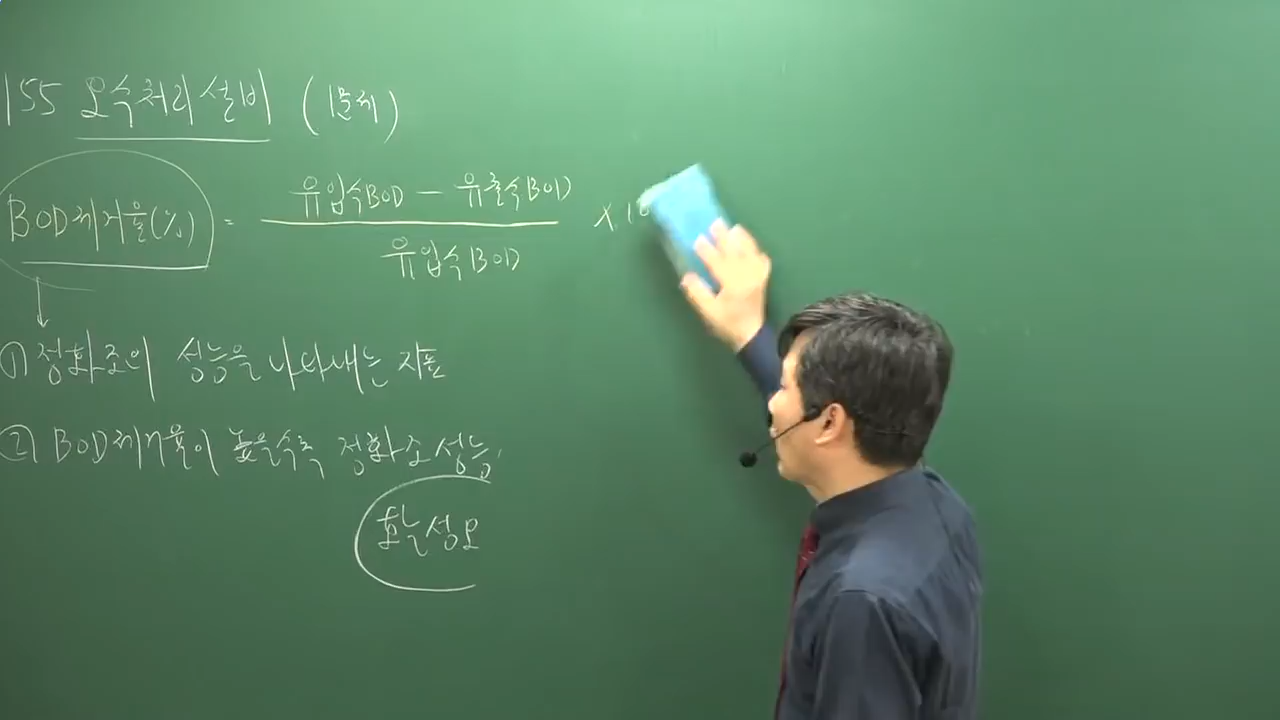 155 오수처리설비 (1문제)
BOD제거율(%) = 유입수BOD - 유출수BOD
유입수BOD
×10
① 정화조의 성능을 나타내는 지표
② BOD제거율이 높을수록 정화조 성능
활성오